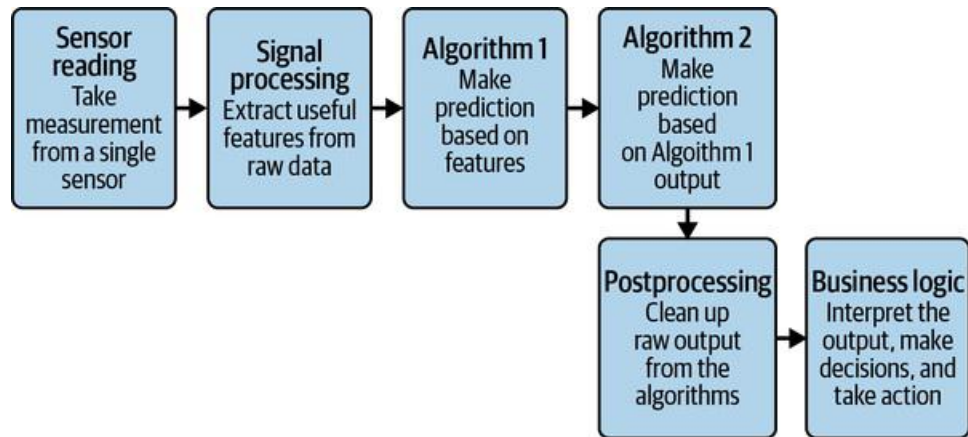 Sensor
reading
Take
measurement
from a single
sensor
Signal
processing
Extract useful
features from
raw data
Algorithm 1
Make
prediction
based on
features
Algorithm 2
Make
prediction
based
on Algoithm 1
output
Postprocessing
Clean up
raw output
from the
algorithms
Business logic
Interpret the
output, make
decisions, and
take action